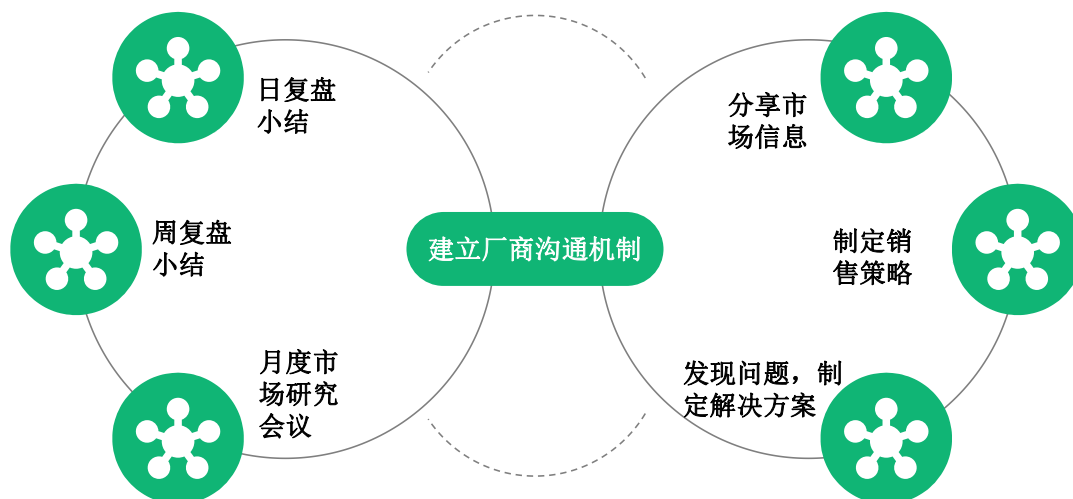 日复盘
小结
周复盘
小结
月度市
场研究
会议
建立厂商沟通机制
分享市
场信息
制定销
售策略
发现问题，制
定解决方案